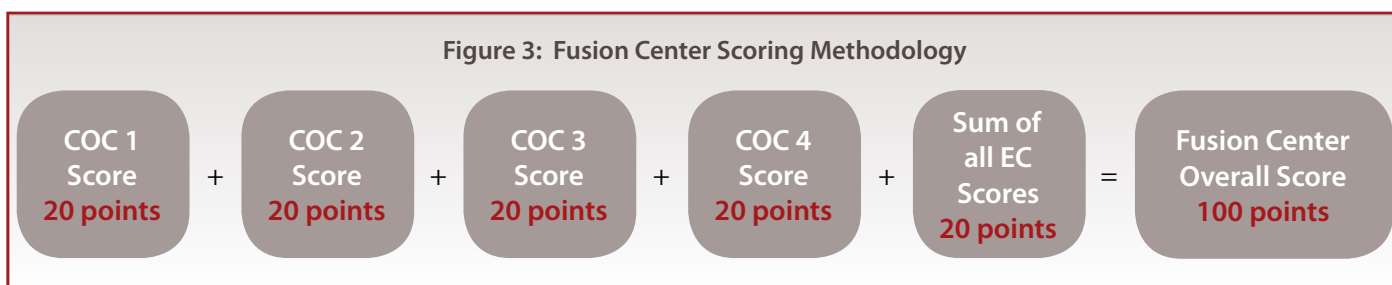 Figure 3:  Fusion Center Scoring Methodology
COC 1
Score
20 points
+
COC 2
Score
20 points
+
COC 3
Score
20 points
+
COC 4
Score
20 points
+
Sum of
all EC
Scores
20 points
=
Fusion Center
Overall Score
100 points